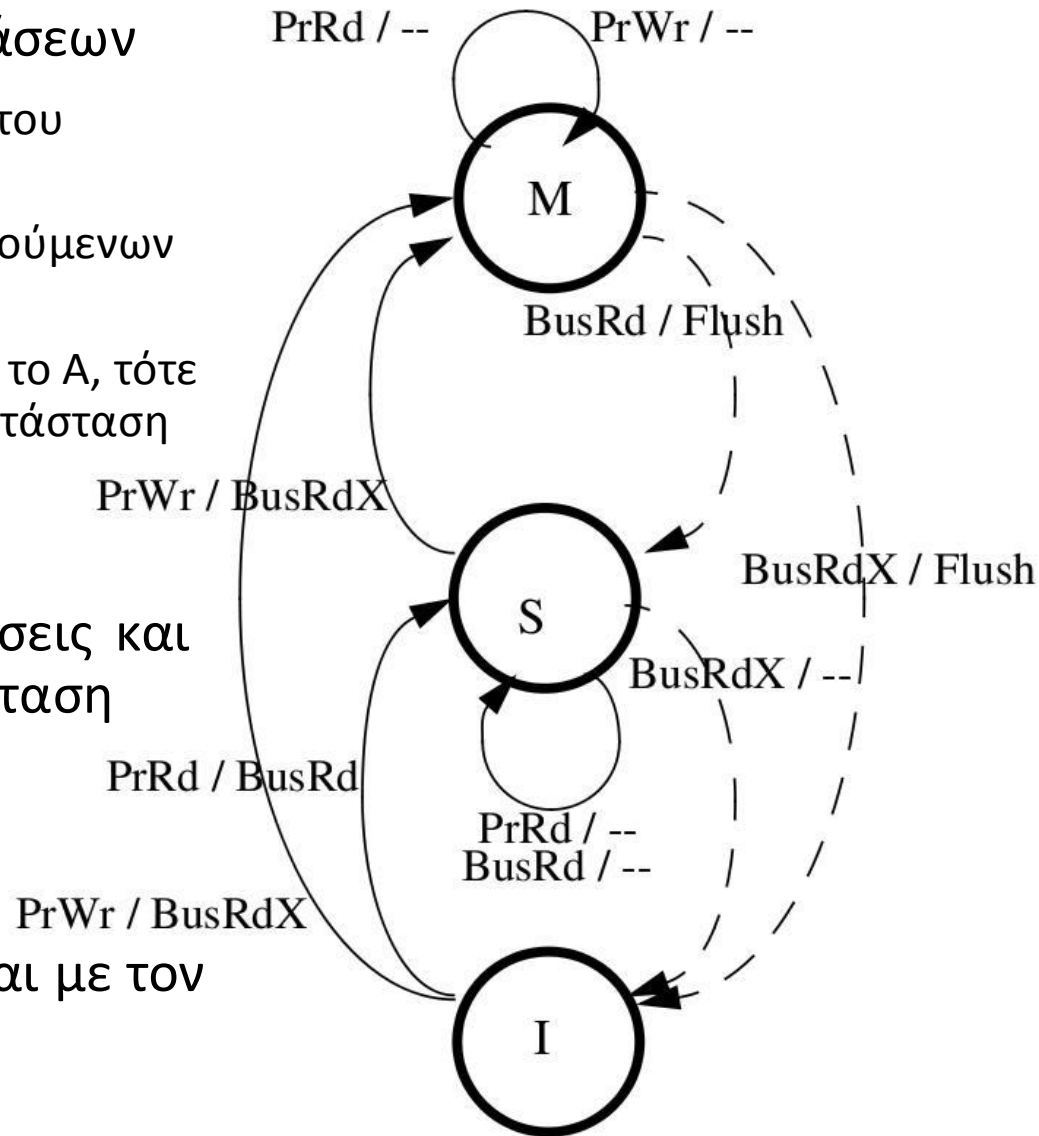 άσεων
του
ούμενων
το Α, τότε
τάσταση
σεις και
ταση
αι με τον
PrRd / --
PrWr / --
M
BusRd / Flush
PrWr / BusRdX
BusRdX / Flush
S
BusRdX / --
PrRd / BusRd
PrRd / --
BusRd / --
PrWr / BusRdX
I